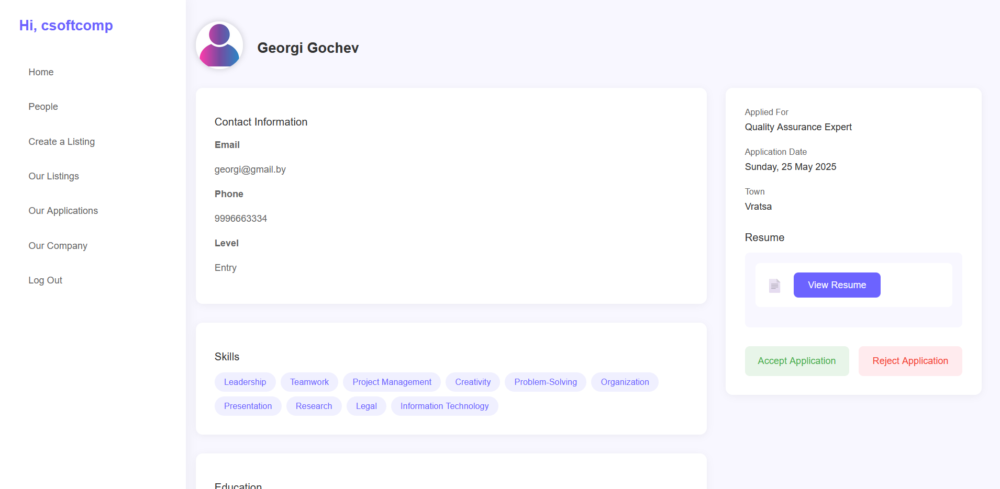 Hi, csoftcomp
Home
People
Create a Listing
Our Listings
Our Applications
Our Company
Log Out
Georgi Gochev
Contact Information
Email
georgi@gmail.by
Phone
9996663334
Level
Entry
Skills
Leadership Teamwork Project Management Creativity Problem-Solving Organization
Presentation Research Legal Information Technology
Education
Applied For
Quality Assurance Expert
Application Date
Sunday, 25 May 2025
Town
Vratsa
Resume
View Resume
Accept Application Reject Application